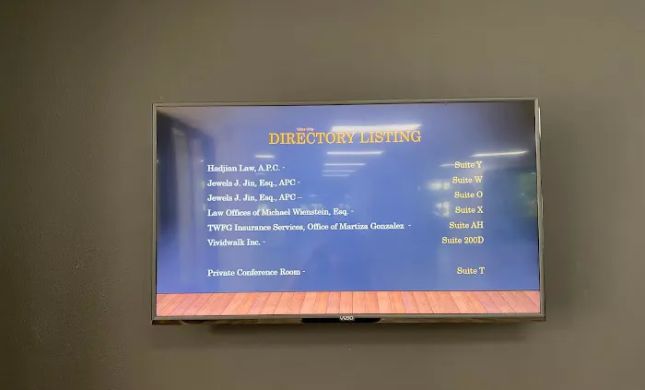 DIRECTORY LISTING
Hadjian Law, A.P.C. - Suite Y
Jewels J. Jin, Esq., APC - Suite W
Jewels J. Jin, Esq., APC – Suite O
Law Offices of Michael Wienstein, Esq. - Suite X
TWFG Insurance Services, Office of Martiza Gonzalez - Suite AH
Vividwalk Inc. - Suite 200D
Private Conference Room - Suite T
VIZIO